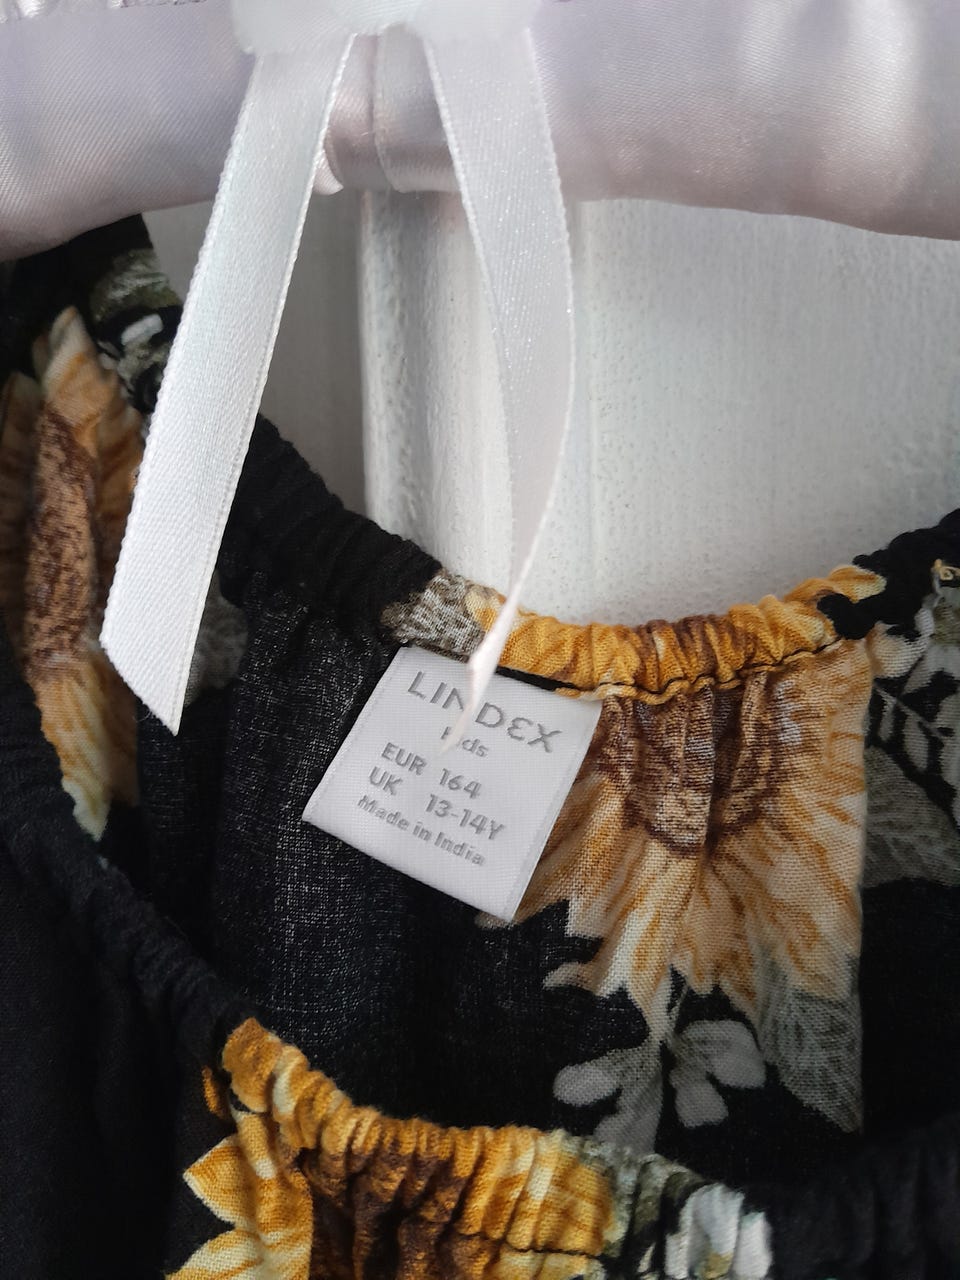 LINDEX
Kids
EUR 164
UK 13-14Y
Made in India